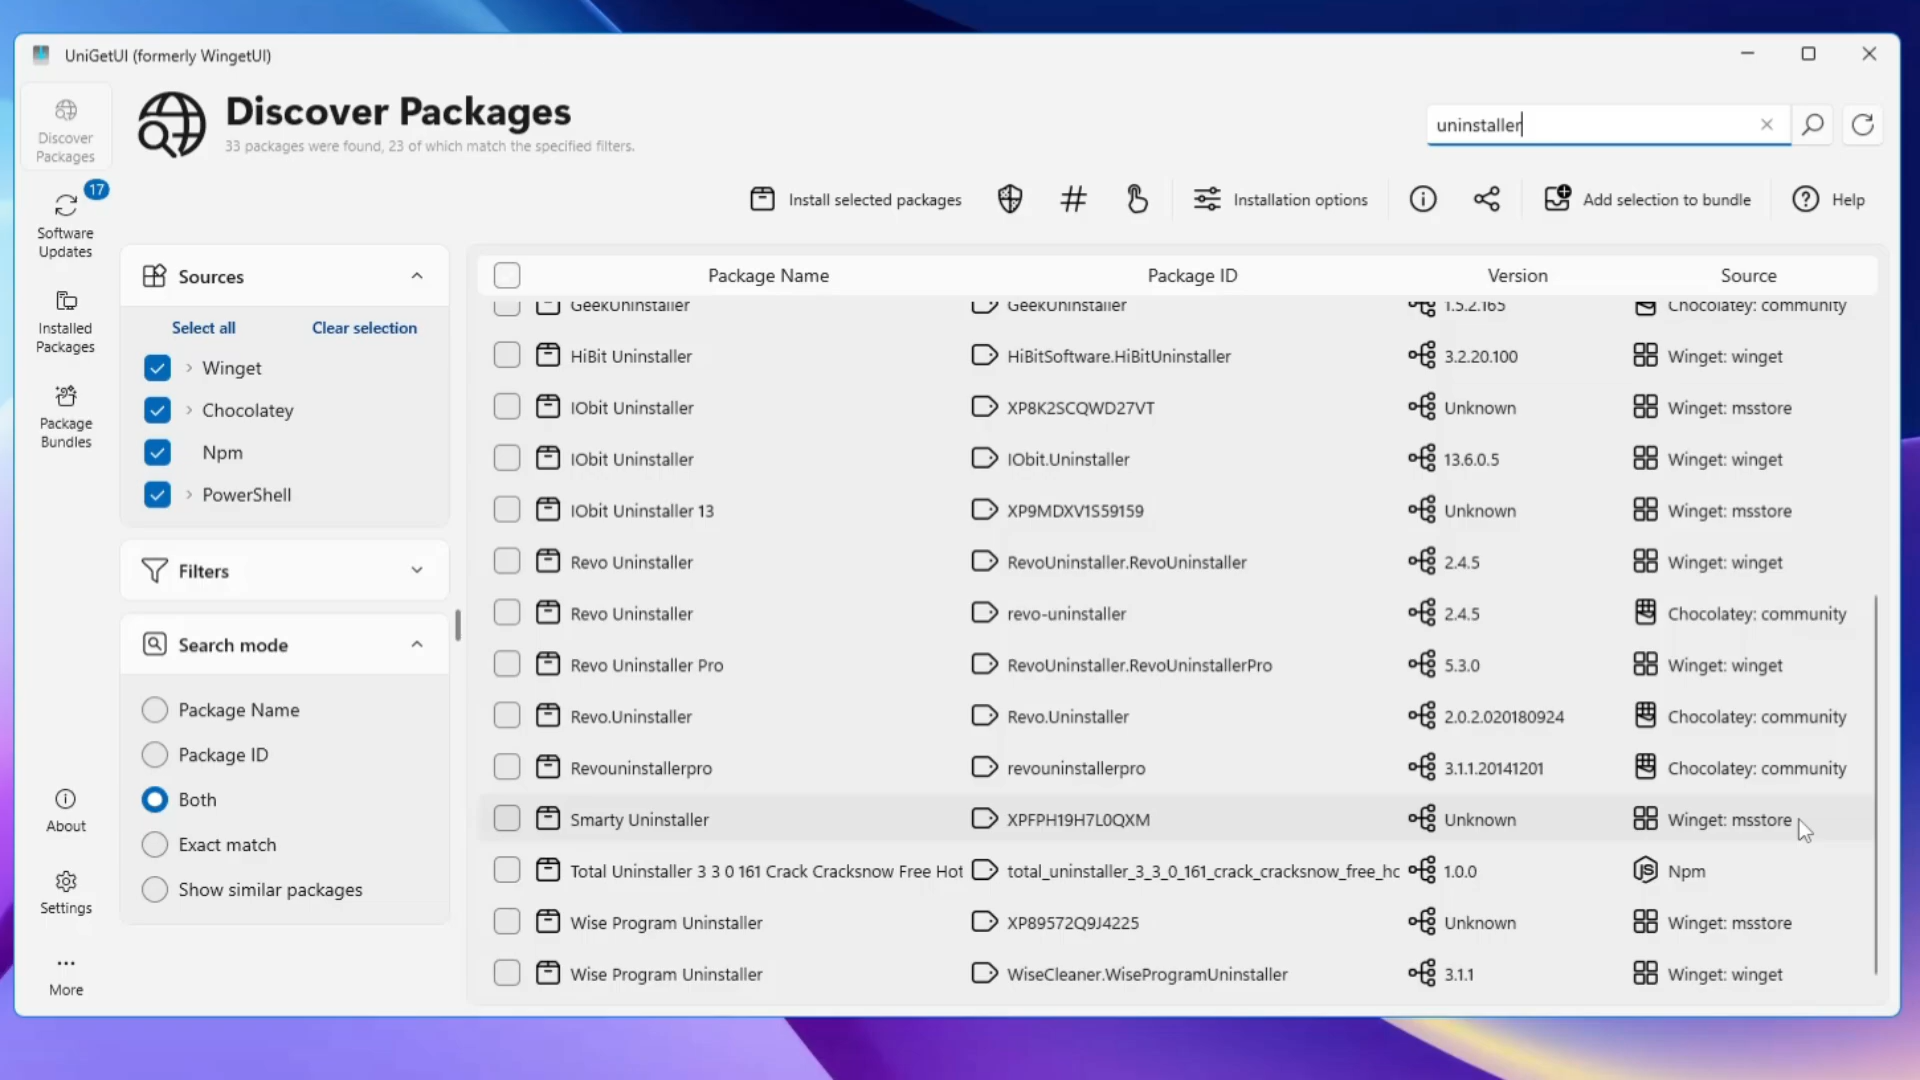 UniGetUI (formerly WingetUI)
Discover Packages
33 packages were found, 23 of which match the specified filters.
uninstaller
Discover
Packages
17
Software
Updates
Installed
Packages
Package
Bundles
About
Settings
More
Install selected packages
Installation options
Add selection to bundle
Help
Sources
Select all Clear selection
Winget
Chocolatey
Npm
PowerShell
Filters
Search mode
Package Name
Package ID
Both
Exact match
Show similar packages
Package Name Package ID Version Source
GeekUninstaller GeekUninstaller 1.5.2.165 Chocolatey: community
HiBit Uninstaller HiBitSoftware.HiBitUninstaller 3.2.20.100 Winget: winget
IObit Uninstaller XP8K2SCQWD27VT Unknown Winget: msstore
IObit Uninstaller IObit.Uninstaller 13.6.0.5 Winget: winget
IObit Uninstaller 13 XP9MDXV1S59159 Unknown Winget: msstore
Revo Uninstaller RevoUninstaller.RevoUninstaller 2.4.5 Winget: winget
Revo Uninstaller revo-uninstaller 2.4.5 Chocolatey: community
Revo Uninstaller Pro RevoUninstaller.RevoUninstallerPro 5.3.0 Winget: winget
Revo.Uninstaller Revo.Uninstaller 2.0.2.020180924 Chocolatey: community
Revouninstallerpro revouninstallerpro 3.1.1.20141201 Chocolatey: community
Smarty Uninstaller XPFPH19H7L0QXM Unknown Winget: msstore
Total Uninstaller 3 3 0 161 Crack Cracksnow Free Hot total_uninstaller_3_3_0_161_crack_cracksnow_free_hc 1.0.0 Npm
Wise Program Uninstaller XP89572Q9J4225 Unknown Winget: msstore
Wise Program Uninstaller WiseCleaner.WiseProgramUninstaller 3.1.1 Winget: winget